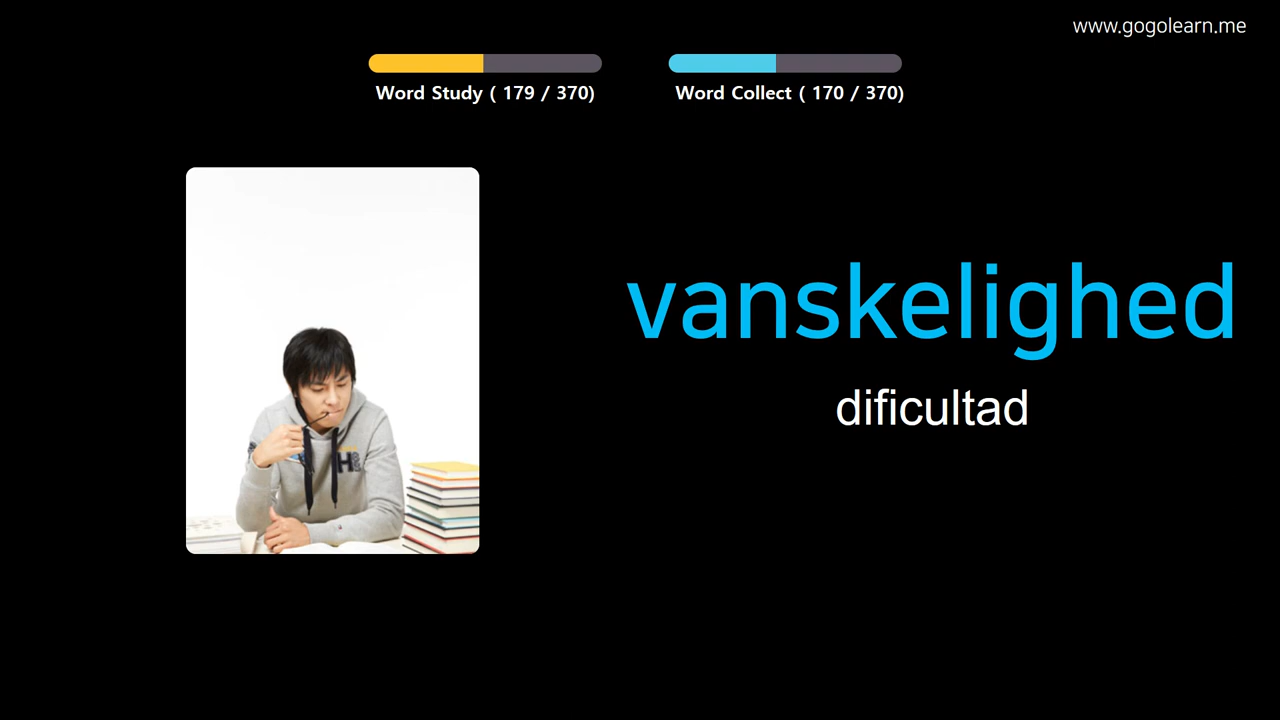 www.gogolearn.me
Word Study ( 179 / 370)
Word Collect ( 170 / 370)
vanskelighed
dificultad
H